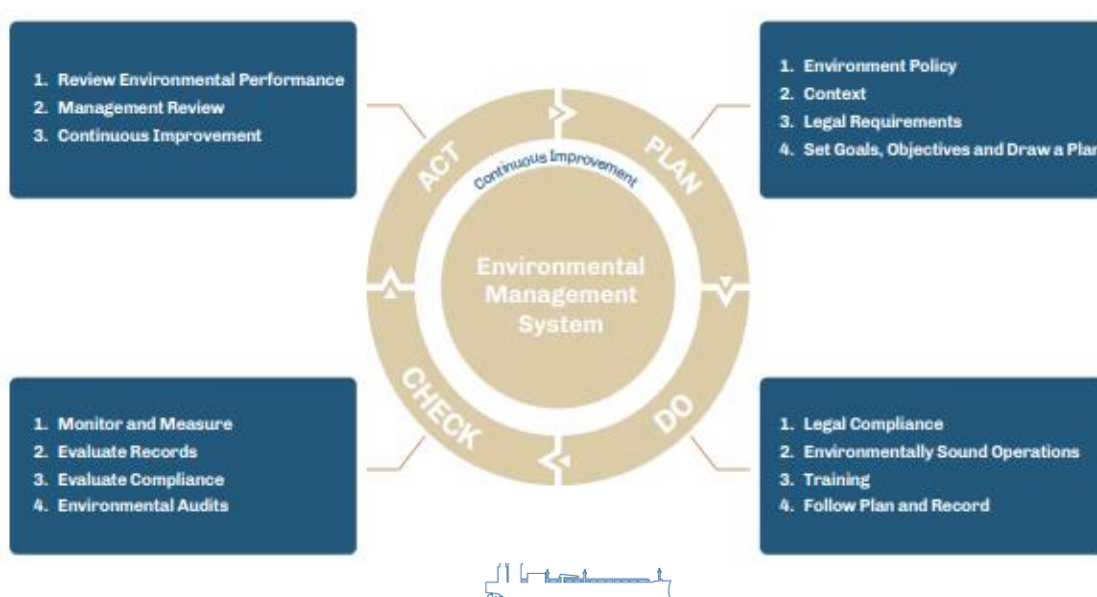 1. Review Environmental Performance
2. Management Review
3. Continuous Improvement
1. Environment Policy
2. Context
3. Legal Requirements
4. Set Goals, Objectives and Draw a Plan
ACT
PLAN
Continuous Improvement
Environmental
Management
System
CHECK
DO
1. Monitor and Measure
2. Evaluate Records
3. Evaluate Compliance
4. Environmental Audits
1. Legal Compliance
2. Environmentally Sound Operations
3. Training
4. Follow Plan and Record